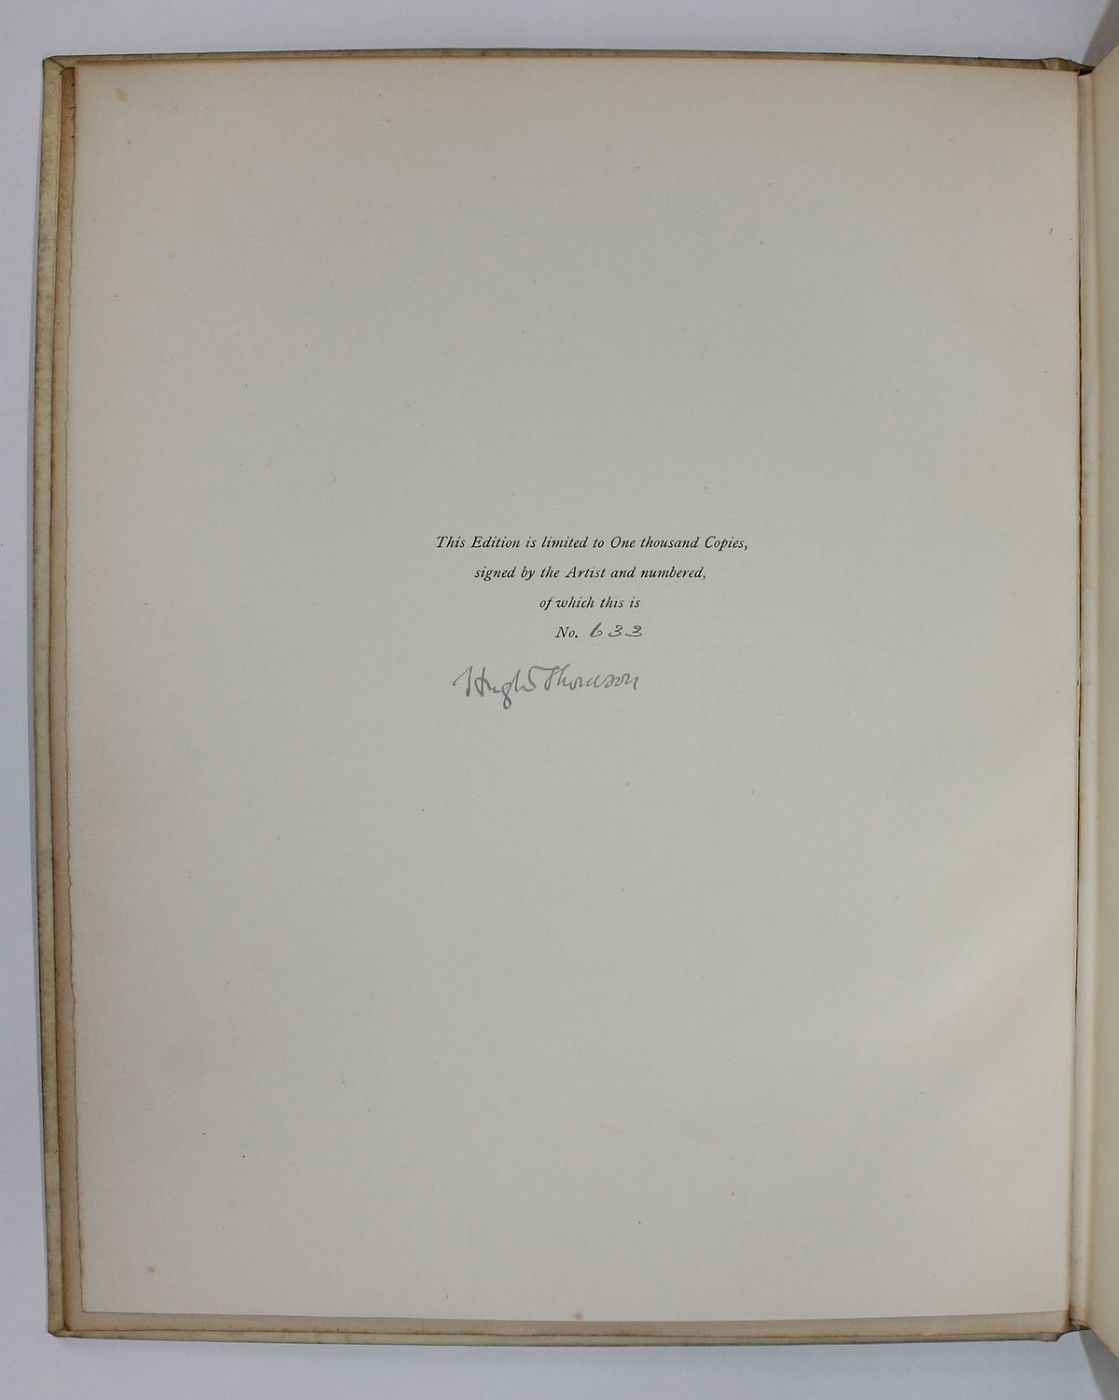 This Edition is limited to One thousand Copies,
signed by the Artist and numbered,
of which this is
No. 633
Hugh Thomson